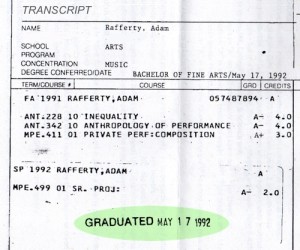 TRANSCRIPT
NAME Rafferty, Adam
SCHOOL ARTS
PROGRAM
CONCENTRATION MUSIC
DEGREE CONFERRED/DATE BACHELOR OF FINE ARTS/May 17, 1992
TERM/COURSE # COURSE GRD CREDITS
FA 1991 RAFFERTY,ADAM 057487894 A
ANT.228 10 INEQUALITY A- 4.0
ANT.342 10 ANTHROPOLOGY OF PERFORMANCE A- 4.0
MPE.411 01 PRIVATE PERF:COMPOSITION A+ 3.0
SP 1992 RAFFERTY,ADAM A
MPE.499 01 SR. PROJ: A- 2.0
GRADUATED MAY 17 1992